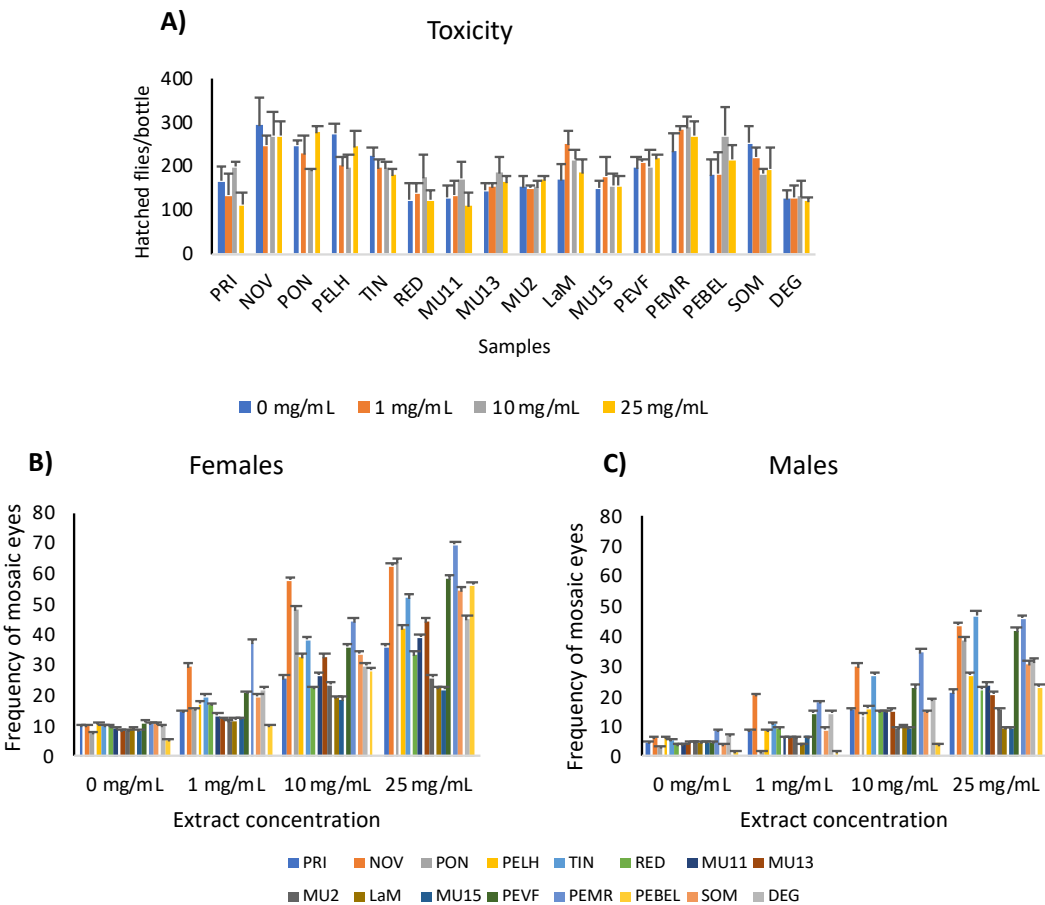 A)
Toxicity
Hatched flies/bottle
400
300
200
100
0
PRI NOV PON PELH TIN RED MU11 MU13 MU2 LaM MU15 PEVF PEMR PEBEL SOM DEG
Samples
0 mg/mL 1 mg/mL 10 mg/mL 25 mg/mL
B)
Females
Frequency of mosaic eyes
80
70
60
50
40
30
20
10
0
0 mg/mL 1 mg/mL 10 mg/mL 25 mg/mL
Extract concentration
C)
Males
Frequency of mosaic eyes
80
70
60
50
40
30
20
10
0
0 mg/mL 1 mg/mL 10 mg/mL 25 mg/mL
Extract concentration
PRI NOV PON PELH TIN RED MU11 MU13
MU2 LaM MU15 PEVF PEMR PEBEL SOM DEG